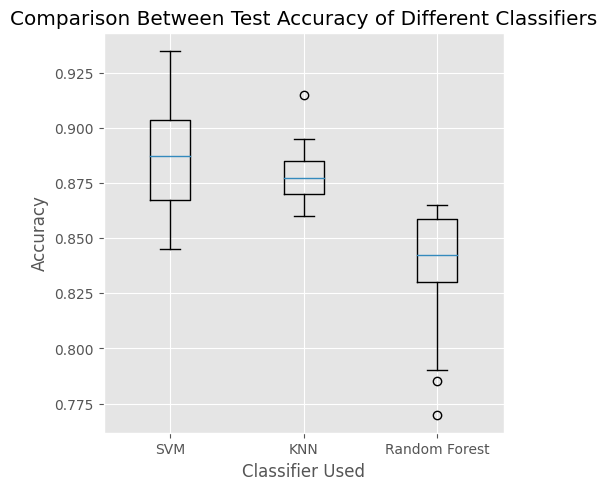 Comparison Between Test Accuracy of Different Classifiers
0.925
0.900
0.875
0.850
0.825
0.800
0.775
Accuracy
SVM KNN Random Forest
Classifier Used